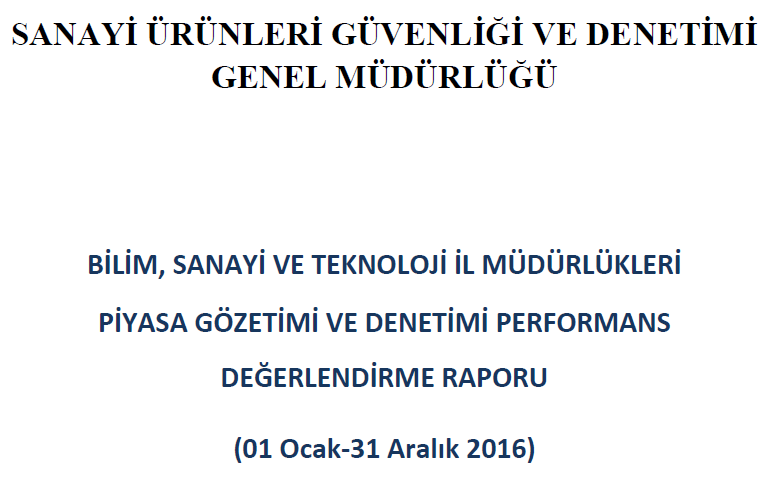 SANAYİ ÜRÜNLERİ GÜVENLİĞİ VE DENETİMİ
GENEL MÜDÜRLÜĞÜ
BİLİM, SANAYİ VE TEKNOLOJİ İL MÜDÜRLÜKLERİ
PİYASA GÖZETİMİ VE DENETİMİ PERFORMANS
DEĞERLENDİRME RAPORU
(01 Ocak-31 Aralık 2016)